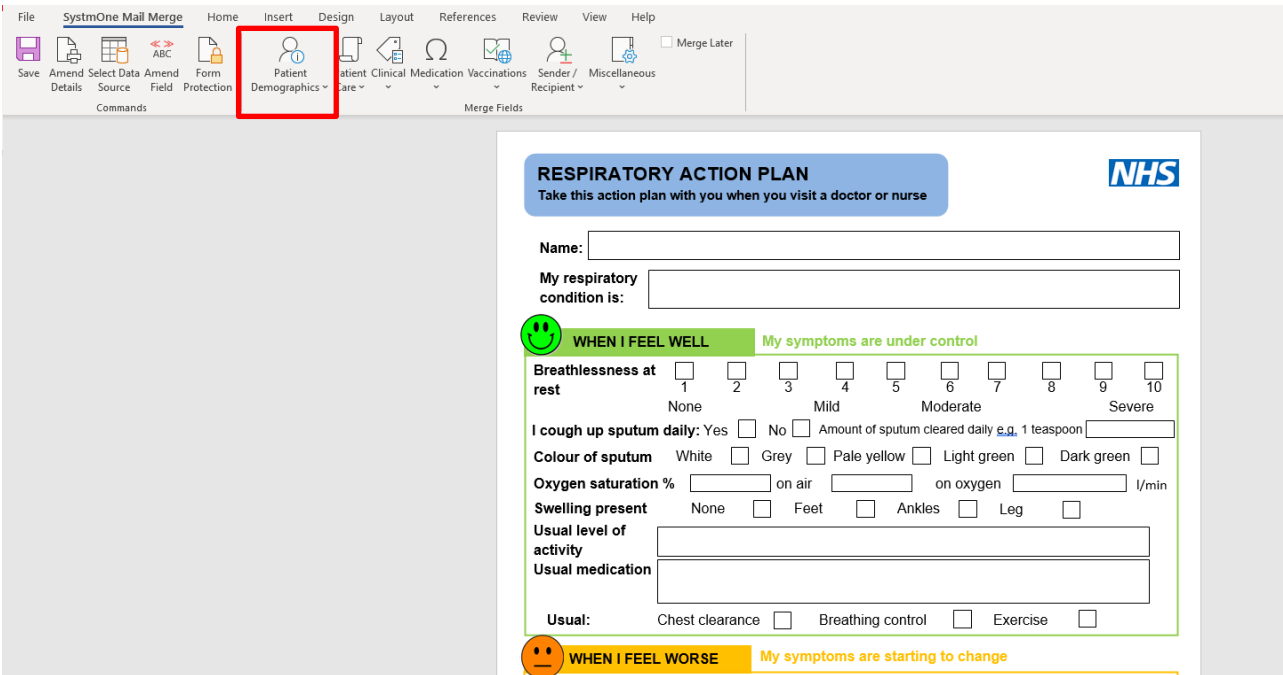 File SystmOne Mail Merge Home Insert Design Layout References Review View Help
Save Amend Details Select Data Source Amend Field Form Protection Patient Demographics atient Care Clinical Medication Vaccinations Sender / Recipient Miscellaneous Merge Later
ABC
Commands Merge Fields
RESPIRATORY ACTION PLAN
Take this action plan with you when you visit a doctor or nurse
NHS
Name:
My respiratory
condition is:
WHEN I FEEL WELL My symptoms are under control
Breathlessness at
rest
1 2 3 4 5 6 7 8 9 10
None Mild Moderate Severe
I cough up sputum daily: Yes No Amount of sputum cleared daily e.g. 1 teaspoon
Colour of sputum White Grey Pale yellow Light green Dark green
Oxygen saturation % on air on oxygen l/min
Swelling present None Feet Ankles Leg
Usual level of
activity
Usual medication
Usual: Chest clearance Breathing control Exercise
WHEN I FEEL WORSE My symptoms are starting to change